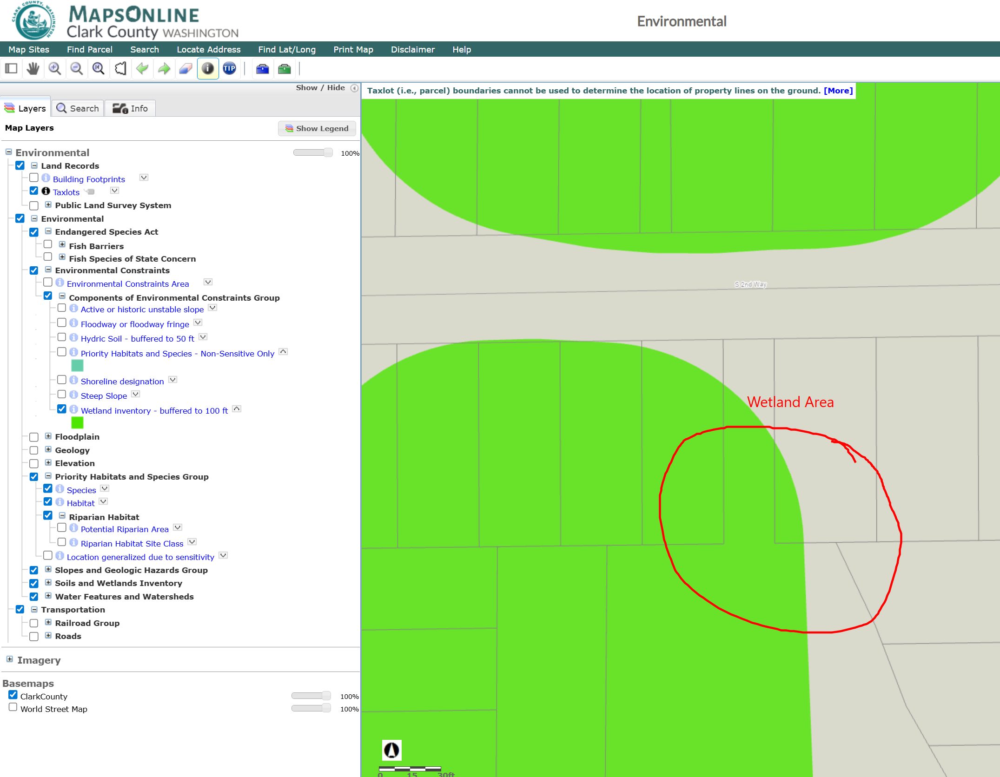 CLARK COUNTY, WASHINGTON
MAPSONLINE
Clark County WASHINGTON
Environmental
Map Sites Find Parcel Search Locate Address Find Lat/Long Print Map Disclaimer Help
TIP
Show / Hide
Taxlot (i.e., parcel) boundaries cannot be used to determine the location of property lines on the ground. [More]
Layers Search Info
Map Layers
Show Legend
Environmental 100%
Land Records
Building Footprints
Taxlots
Public Land Survey System
Environmental
Endangered Species Act
Fish Barriers
Fish Species of State Concern
Environmental Constraints
Environmental Constraints Area
Components of Environmental Constraints Group
Active or historic unstable slope
Floodway or floodway fringe
Hydric Soil - buffered to 50 ft
Priority Habitats and Species - Non-Sensitive Only
Shoreline designation
Steep Slope
Wetland inventory - buffered to 100 ft
Floodplain
Geology
Elevation
Priority Habitats and Species Group
Species
Habitat
Riparian Habitat
Potential Riparian Area
Riparian Habitat Site Class
Location generalized due to sensitivity
Slopes and Geologic Hazards Group
Soils and Wetlands Inventory
Water Features and Watersheds
Transportation
Railroad Group
Roads
Imagery
Basemaps
ClarkCounty 100%
World Street Map 100%
S 2nd Way
Wetland Area
0 15 30ft